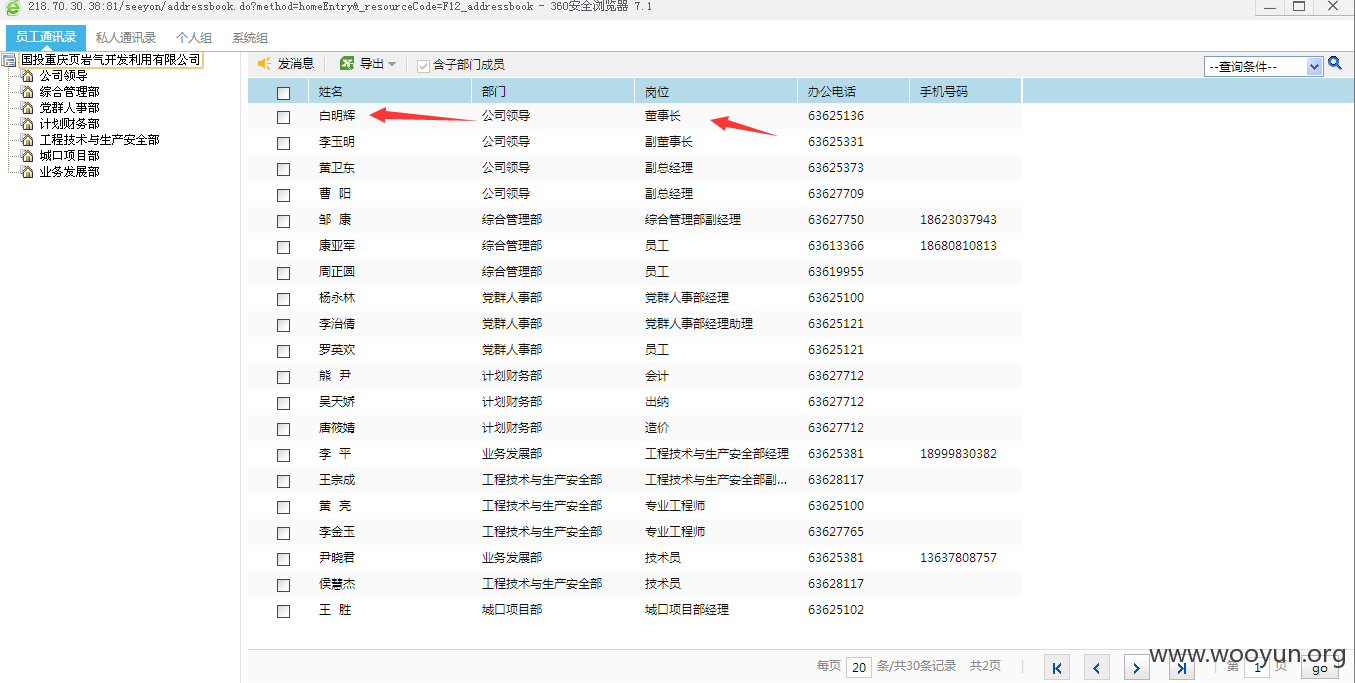 218.70.30.38:81/seeyon/addressbook.do?method=homeEntry&_resourceCode=F12_addressbook - 360安全浏览器 7.1
员工通讯录 私人通讯录 个人组 系统组
国投重庆页岩气开发利用有限公司
公司领导
综合管理部
党群人事部
计划财务部
工程技术与生产安全部
城口项目部
业务发展部
发消息 导出 含子部门成员 --查询条件--
姓名 部门 岗位 办公电话 手机号码
白明辉 公司领导 董事长 63625136
李玉明 公司领导 副董事长 63625331
黄卫东 公司领导 副总经理 63625373
曹 阳 公司领导 副总经理 63627709
邹 康 综合管理部 综合管理部副经理 63627750 18623037943
康亚军 综合管理部 员工 63613366 18680810813
周正圆 综合管理部 员工 63619955
杨永林 党群人事部 党群人事部经理 63625100
李治倩 党群人事部 党群人事部经理助理 63625121
罗英欢 党群人事部 员工 63625121
熊 尹 计划财务部 会计 63627712
吴天娇 计划财务部 出纳 63627712
唐筱婧 计划财务部 造价 63627712
李 平 业务发展部 工程技术与生产安全部经理 63625381 18999830382
王宗成 工程技术与生产安全部 工程技术与生产安全部副... 63628117
黄 亮 工程技术与生产安全部 专业工程师 63625100
李金玉 工程技术与生产安全部 专业工程师 63627765
尹晓君 业务发展部 技术员 63625381 13637808757
侯慧杰 工程技术与生产安全部 技术员 63628117
王 胜 城口项目部 城口项目部经理 63625102
每页 20 条/共30条记录 共2页 第 1 页 go
www.wooyun.org